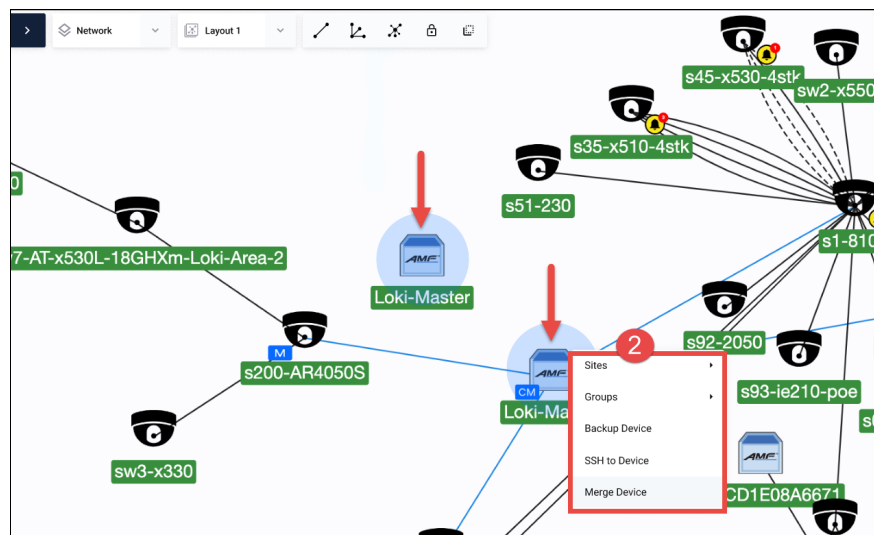 Network
Layout 1
1
s45-x530-4stk
sw2-x550
s35-x510-4stk
s51-230
0
s1-810
7-AT-x530L-18GHXm-Loki-Area-2
AMF
Loki-Master
s92-2050
2
M
s200-AR4050S
AMF
CM
Loki-Ma
Sites
Groups
Backup Device
SSH to Device
Merge Device
s93-ie210-poe
AMF
CD1E08A6671
sw3-x330